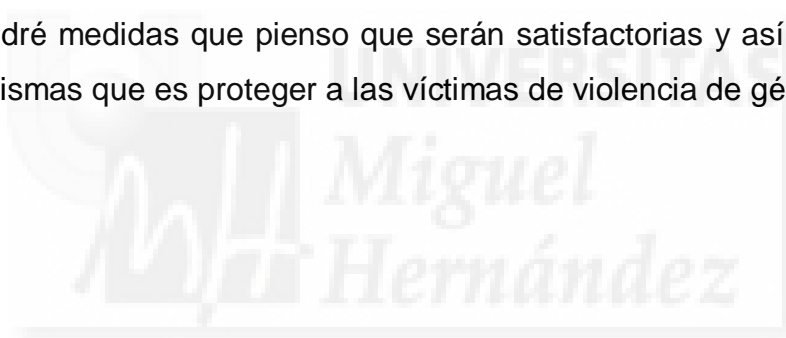 dré medidas que pienso que serán satisfactorias y así
ismas que es proteger a las víctimas de violencia de gé
UNIVERSITAS
Miguel
Hernández